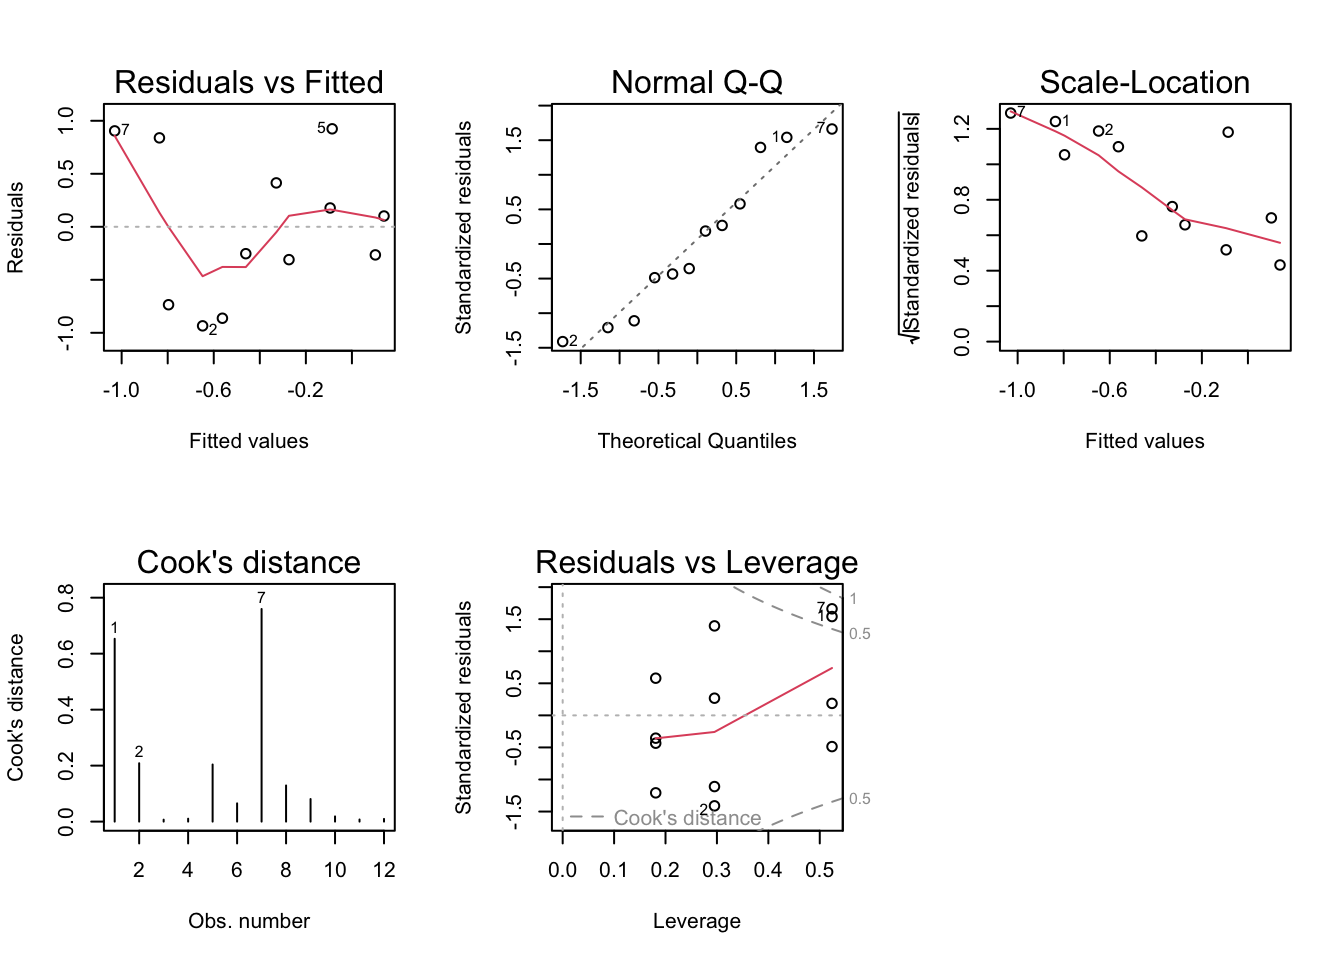 Residuals vs Fitted
Residuals
1.0
0.5
0.0
-1.0
7
5
2
-1.0 -0.6 -0.2
Fitted values
Normal Q-Q
Standardized residuals
1.5
0.5
-0.5
-1.5
1
7
2
-1.5 -0.5 0.5 1.5
Theoretical Quantiles
Scale-Location
√|Standardized residuals|
1.2
0.8
0.4
0.0
7
1
2
-1.0 -0.6 -0.2
Fitted values
Cook's distance
Cook's distance
0.8
0.6
0.4
0.2
0.0
1
2
7
2 4 6 8 10 12
Obs. number
Residuals vs Leverage
Standardized residuals
1.5
0.5
-0.5
-1.5
7
1
2
1
0.5
0.5
Cook's distance
0.0 0.1 0.2 0.3 0.4 0.5
Leverage